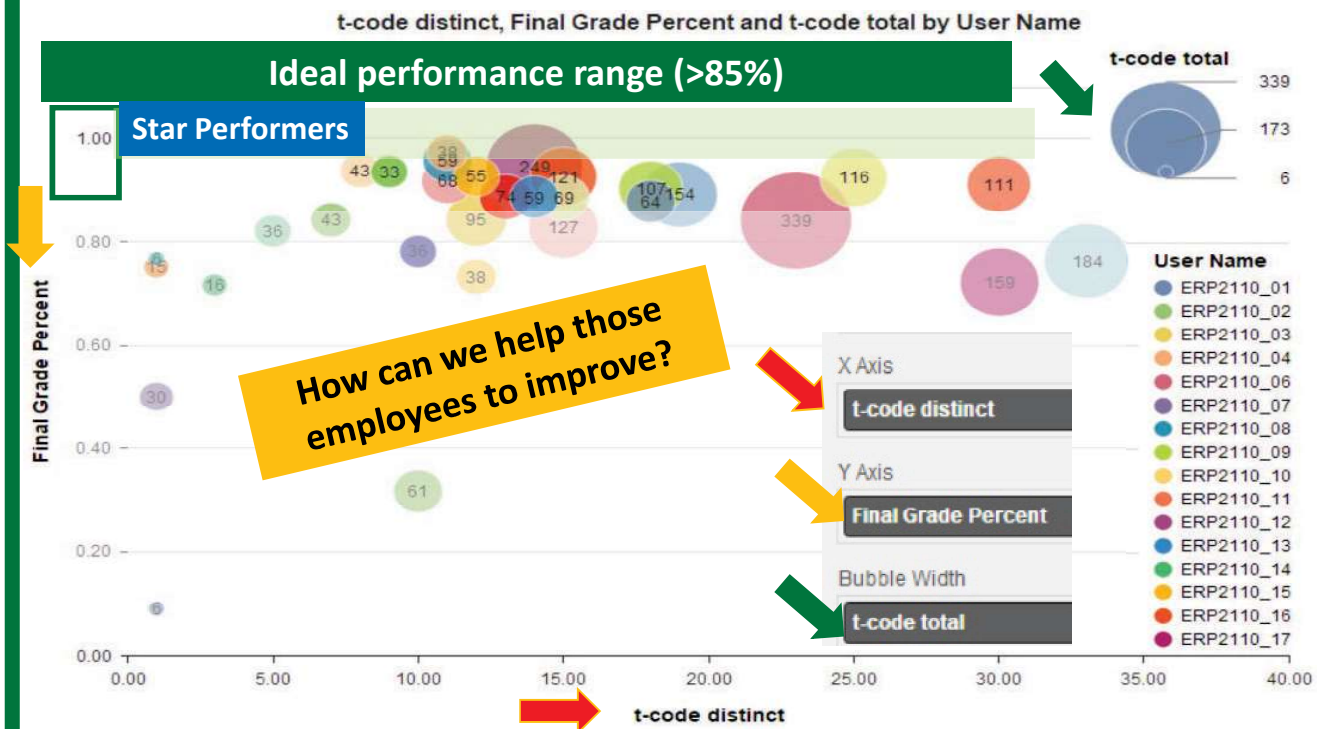 t-code distinct, Final Grade Percent and t-code total by User Name
Ideal performance range (>85%)
Star Performers
t-code total
339
173
6
1.00
0.80
0.60
0.40
0.20
0.00
Final Grade Percent
38
59
68
43
33
55
249
121
74
59
69
107
64
154
116
111
36
43
95
127
339
36
38
6
15
16
184
159
30
61
6
How can we help those
employees to improve?
X Axis
t-code distinct
Y Axis
Final Grade Percent
Bubble Width
t-code total
User Name
ERP2110_01
ERP2110_02
ERP2110_03
ERP2110_04
ERP2110_06
ERP2110_07
ERP2110_08
ERP2110_09
ERP2110_10
ERP2110_11
ERP2110_12
ERP2110_13
ERP2110_14
ERP2110_15
ERP2110_16
ERP2110_17
0.00
5.00
10.00
15.00
20.00
25.00
30.00
35.00
40.00
t-code distinct